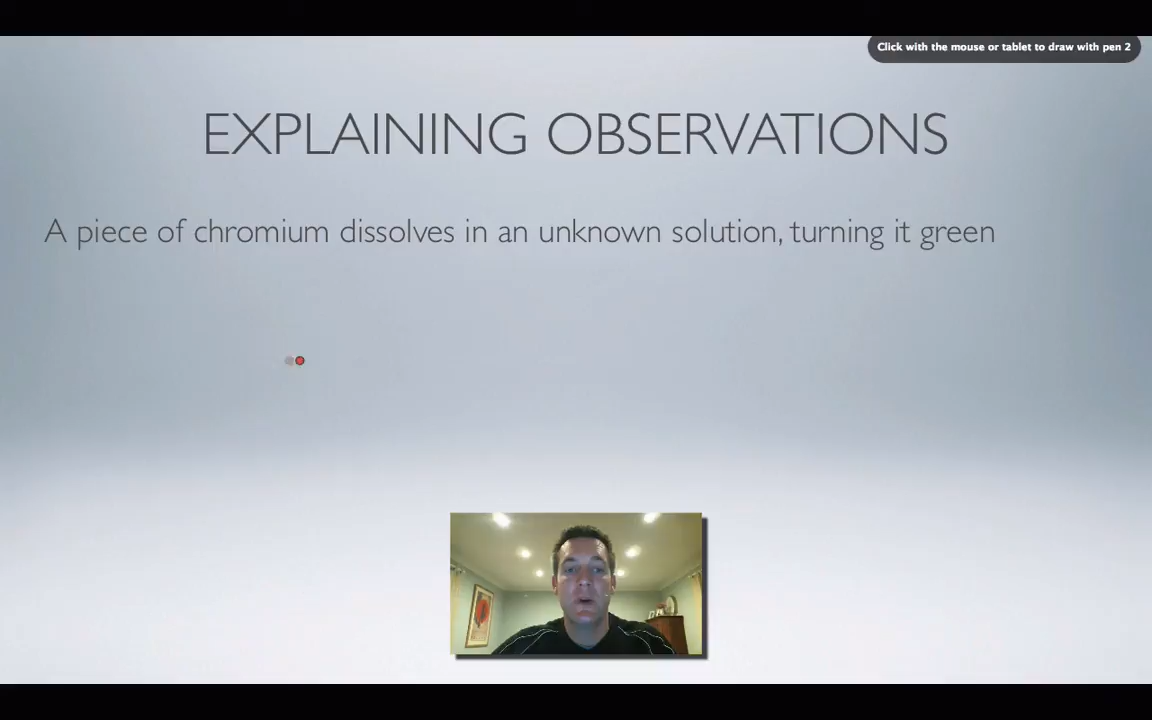 Click with the mouse or tablet to draw with pen 2
EXPLAINING OBSERVATIONS
A piece of chromium dissolves in an unknown solution, turning it green